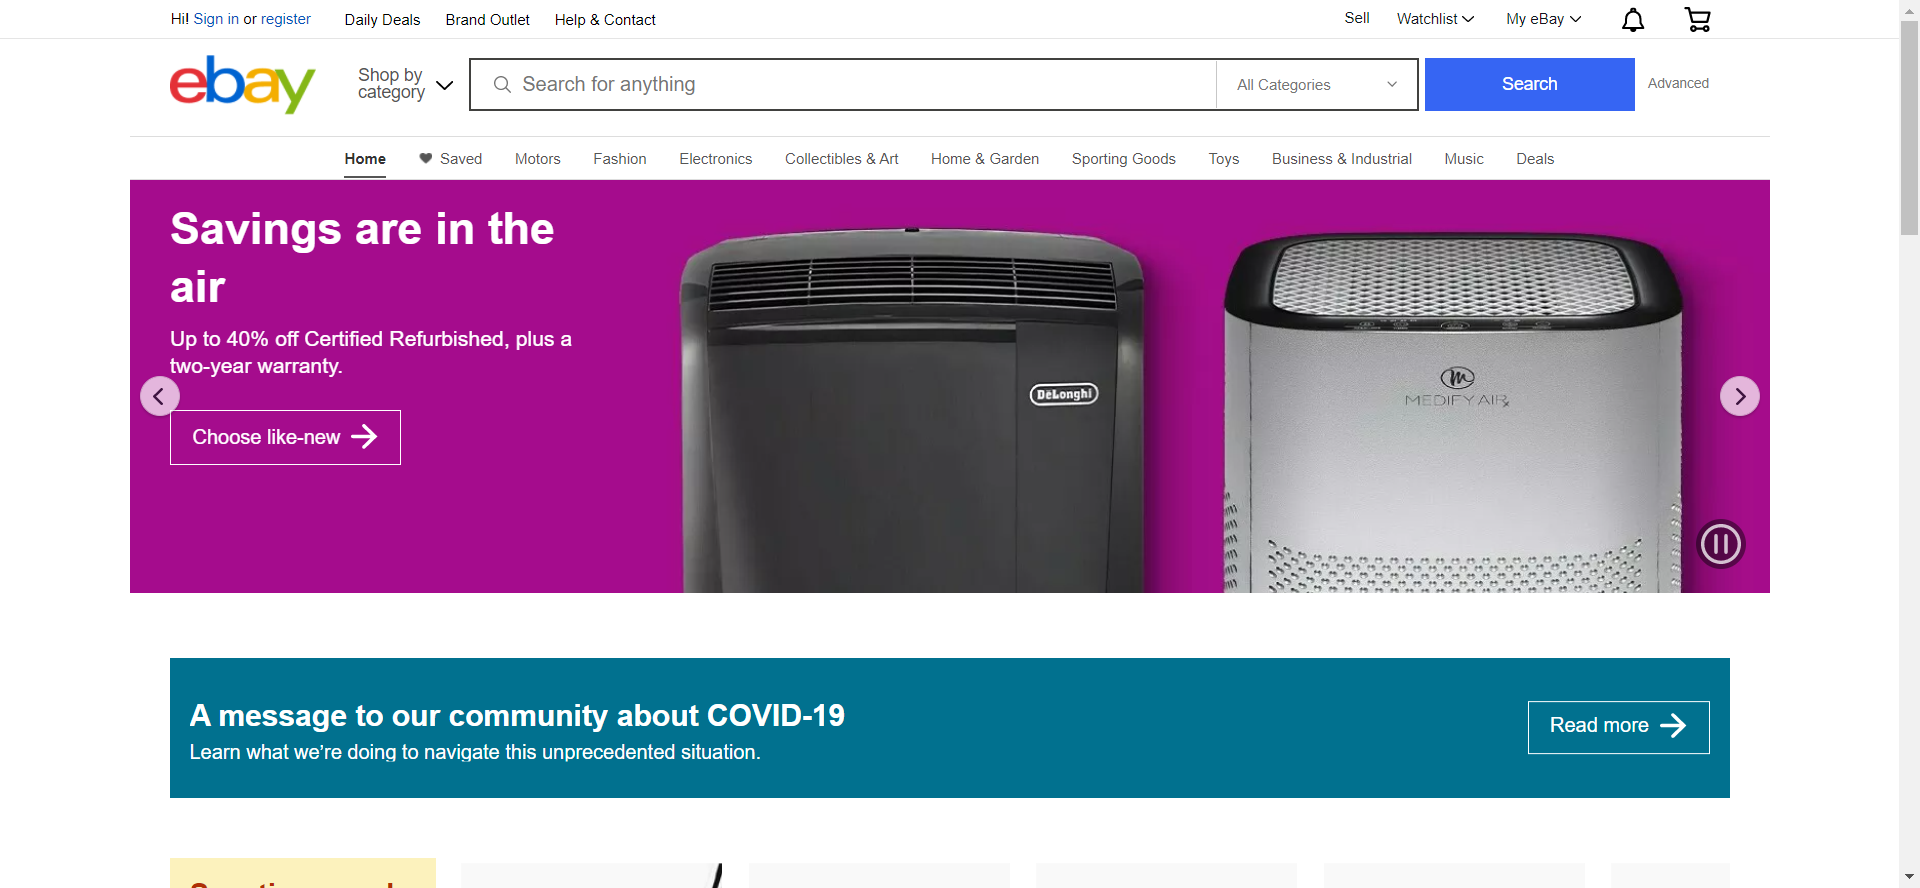 Hi! Sign in or register
Daily Deals
Brand Outlet
Help & Contact
Sell
Watchlist
My eBay
ebay
Shop by
category
Search for anything
All Categories
Search
Advanced
Home
Saved
Motors
Fashion
Electronics
Collectibles & Art
Home & Garden
Sporting Goods
Toys
Business & Industrial
Music
Deals
Savings are in the
air
Up to 40% off Certified Refurbished, plus a
two-year warranty.
Choose like-new
DeLonghi
MEDIFY AIR
A message to our community about COVID-19
Learn what we’re doing to navigate this unprecedented situation.
Read more